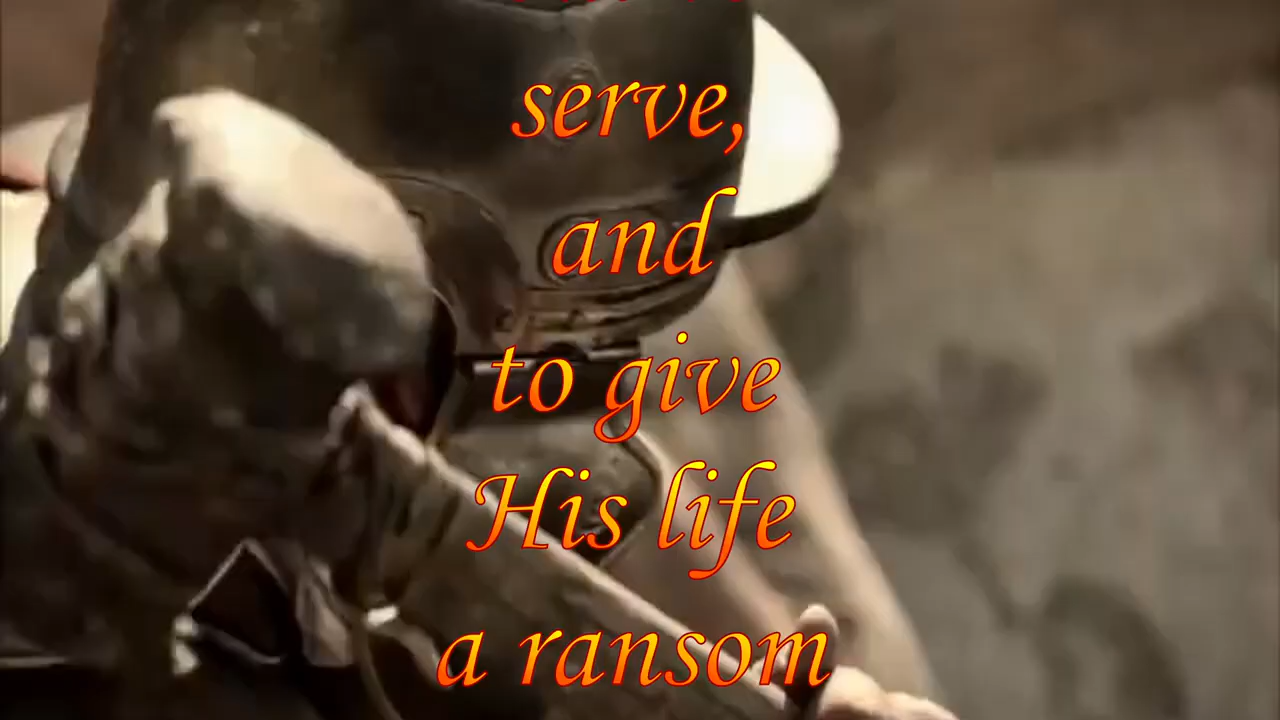 serve,
and
to give
His life
a ransom